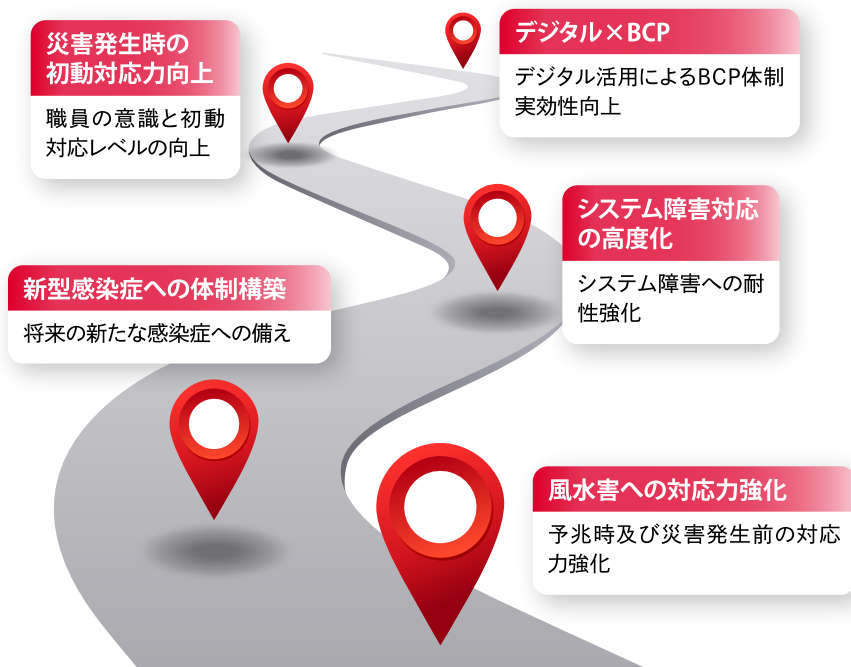 災害発生時の
初動対応力向上
職員の意識と初動
対応レベルの向上
デジタル×BCP
デジタル活用によるBCP体制
実効性向上
システム障害対応
の高度化
システム障害への耐
性強化
新型感染症への体制構築
将来の新たな感染症への備え
風水害への対応力強化
予兆時及び災害発生前の対応
力強化